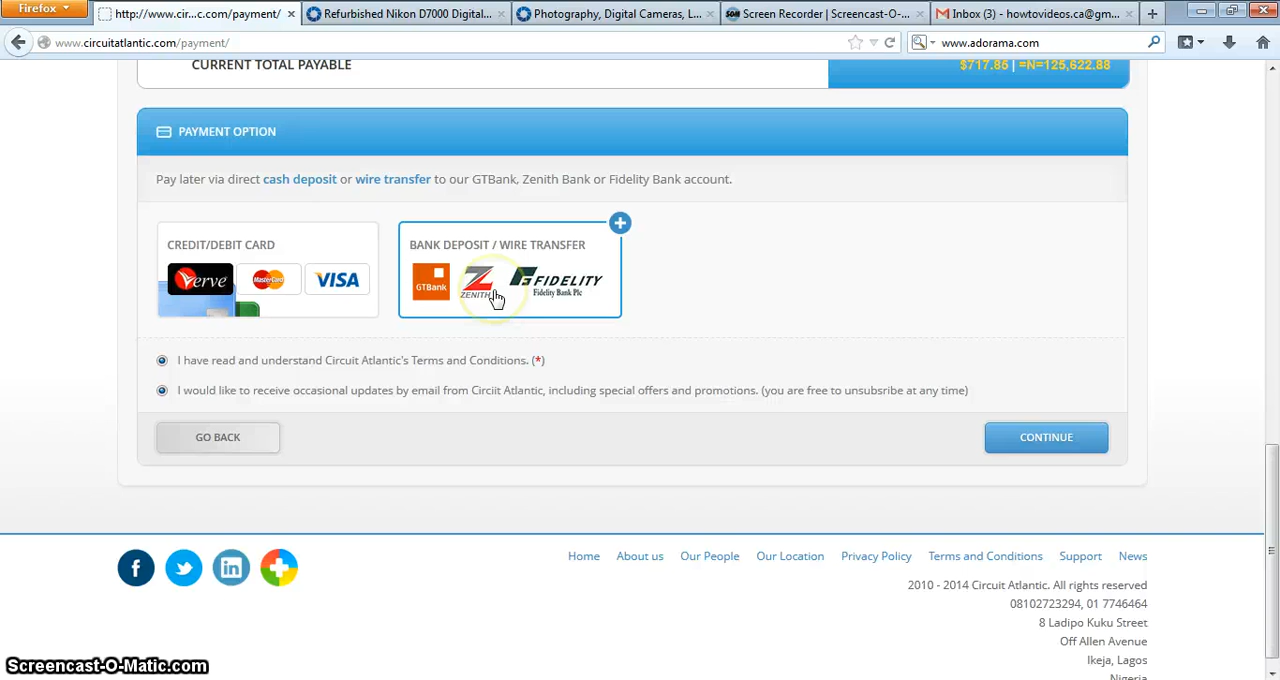 Firefox
http://www.cir...c.com/payment/
Refurbished Nikon D7000 Digital...
Photography, Digital Cameras, L...
SOM Screen Recorder | Screencast-O-...
Inbox (3) - howtovideos.ca@gm...
www.circuitatlantic.com/payment/
www.adorama.com
CURRENT TOTAL PAYABLE
$717.85 | =N=125,622.88
PAYMENT OPTION
Pay later via direct cash deposit or wire transfer to our GTBank, Zenith Bank or Fidelity Bank account.
CREDIT/DEBIT CARD
BANK DEPOSIT / WIRE TRANSFER
Verve MasterCard VISA
GTBank ZENITH FIDELITY
Fidelity Bank Plc
I have read and understand Circuit Atlantic's Terms and Conditions. (*)
I would like to receive occasional updates by email from Circiit Atlantic, including special offers and promotions. (you are free to unsubsribe at any time)
GO BACK
CONTINUE
Home About us Our People Our Location Privacy Policy Terms and Conditions Support News
2010 - 2014 Circuit Atlantic. All rights reserved
08102723294, 01 7746464
8 Ladipo Kuku Street
Off Allen Avenue
Ikeja, Lagos
Nigeria
Screencast-O-Matic.com